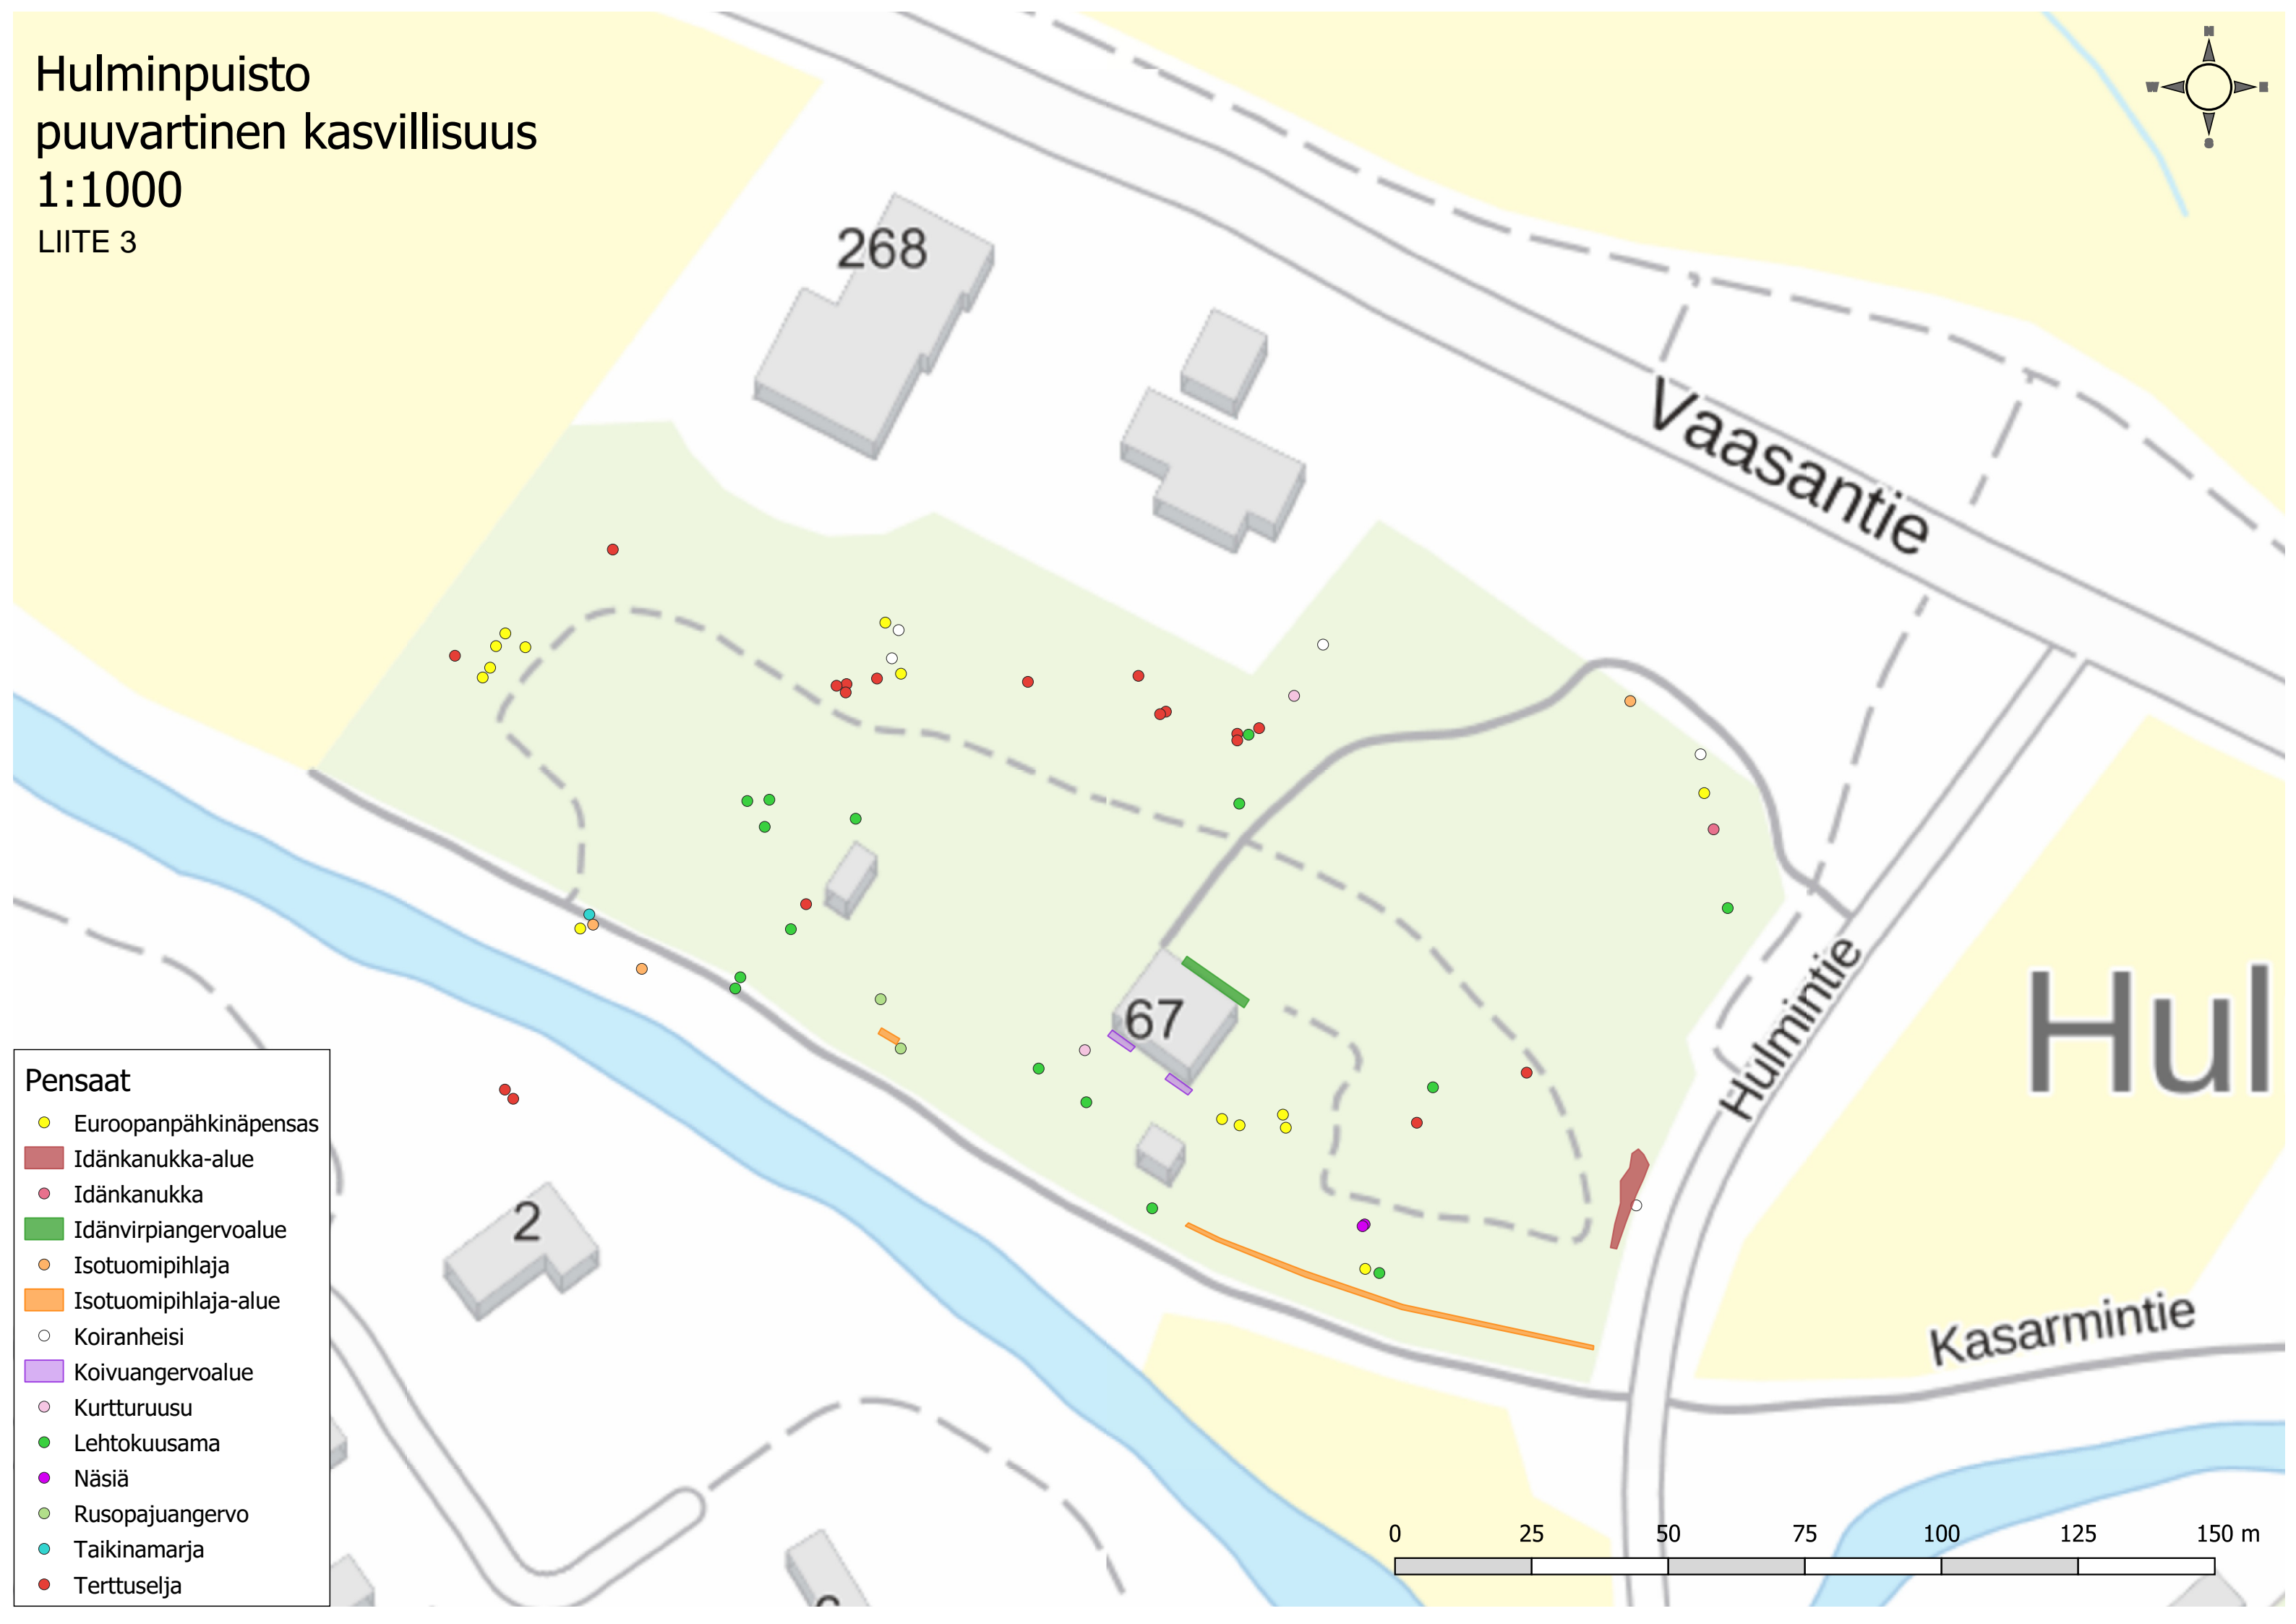 Hulminpuisto
puuvartinen kasvillisuus
1:1000
LIITE 3
N
W
E
S
268
Vaasantie
67
Hulmintie
Hul
2
Kasarmintie
Pensaat
Euroopanpähkinäpensas
Idänkanukka-alue
Idänkanukka
Idänvirpiangervoalue
Isotuomipihlaja
Isotuomipihlaja-alue
Koiranheisi
Koivuangervoalue
Kurtturuusu
Lehtokuusama
Näsiä
Rusopajuangervo
Taikinamarja
Terttuselja
0 25 50 75 100 125 150 m